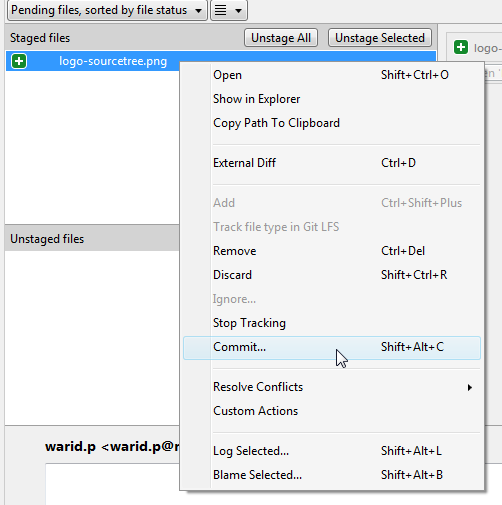 Pending files, sorted by file status
Staged files
Unstage All
Unstage Selected
logo-sourcetree.png
logo-
Open Shift+Ctrl+O
Show in Explorer
Copy Path To Clipboard
External Diff Ctrl+D
Add Ctrl+Shift+Plus
Track file type in Git LFS
Remove Ctrl+Del
Unstaged files
Discard Shift+Ctrl+R
Ignore...
Stop Tracking
Commit... Shift+Alt+C
Resolve Conflicts
Custom Actions
warid.p <warid.p@
Log Selected... Shift+Alt+L
Blame Selected... Shift+Alt+B